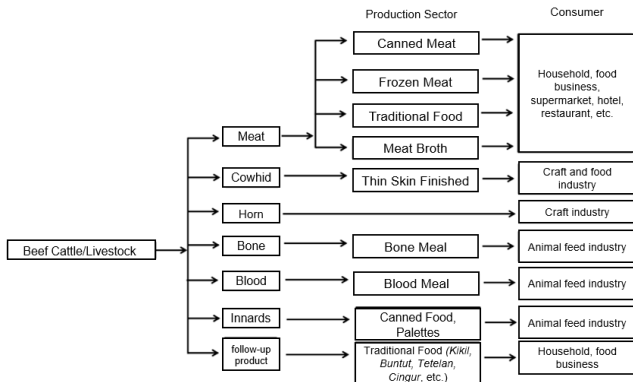 Production Sector
Consumer
Canned Meat
Frozen Meat
Traditional Food
Meat Broth
Household, food
business,
supermarket, hotel,
restaurant, etc.
Meat
Cowhid
Thin Skin Finished
Craft and food
industry
Horn
Craft industry
Beef Cattle/Livestock
Bone
Bone Meal
Animal feed industry
Blood
Blood Meal
Animal feed industry
Innards
Canned Food,
Palettes
Animal feed industry
follow-up
product
Traditional Food (Kikil,
Buntut, Tetelan,
Cingur, etc.)
Household, food
business